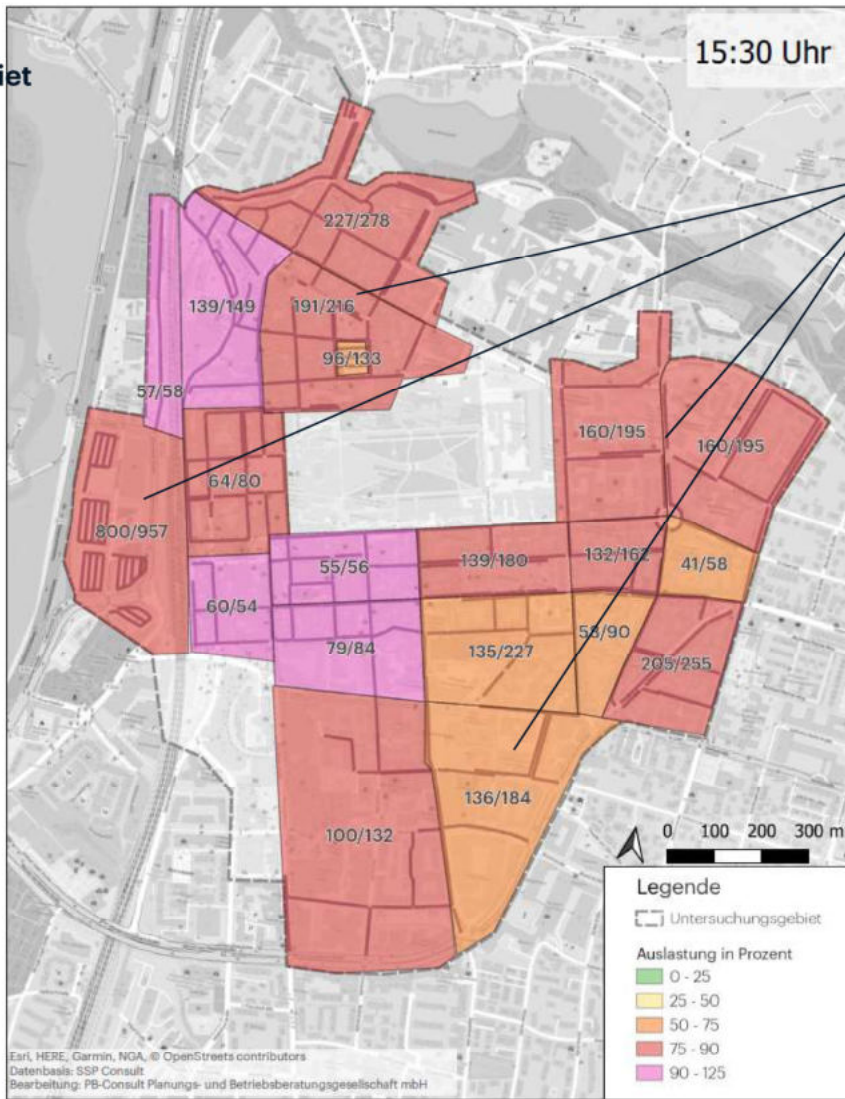 iet
15:30 Uhr
227/278
139/149
191/216
96/133
57/58
160/195
160/195
64/80
800/957
139/180
132/162
55/56
41/58
60/54
79/84
135/227
53/90
205/255
136/184
100/132
0 100 200 300 m
Legende
Untersuchungsgebiet
Auslastung in Prozent
0 - 25
25 - 50
50 - 75
75 - 90
90 - 125
Esri, HERE, Garmin, NGA, © OpenStreets contributors
Datenbasis: SSP Consult
Bearbeitung: PB-Consult Planungs- und Betriebsberatungsgesellschaft mbH